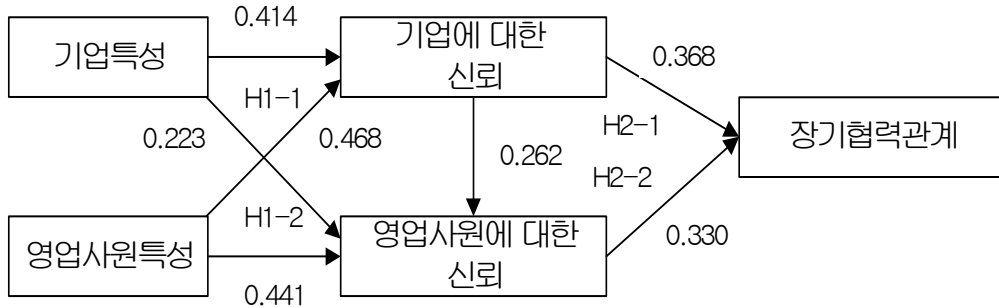 0.414
기업특성
기업에 대한
신뢰
0.368
H1-1
H2-1
0.223
0.468
장기협력관계
0.262
H2-2
H1-2
영업사원특성
영업사원에 대한
신뢰
0.330
0.441